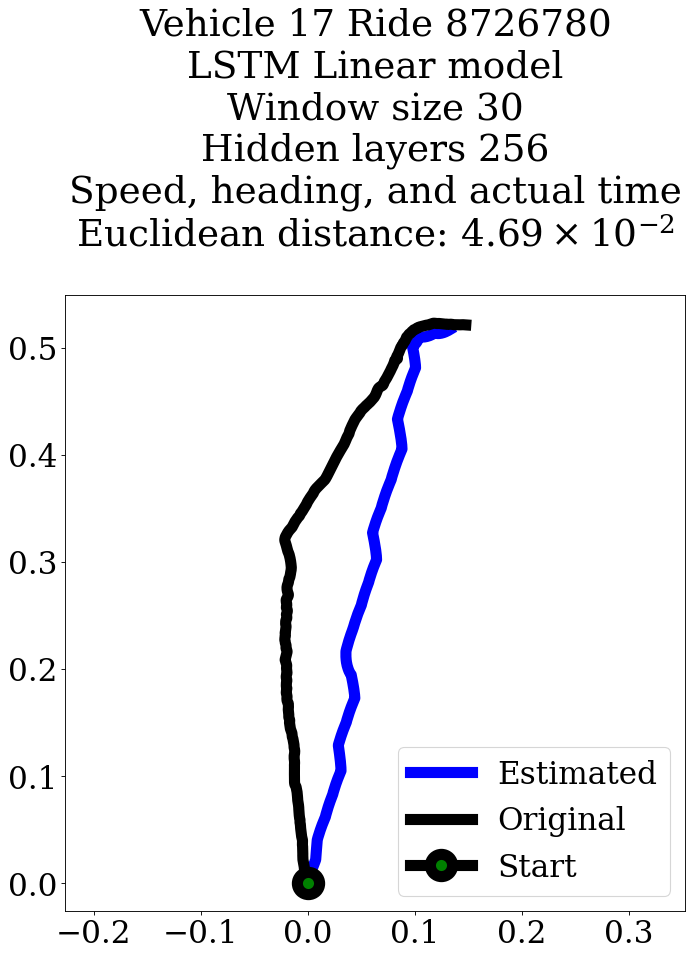 Vehicle 17 Ride 8726780
LSTM Linear model
Window size 30
Hidden layers 256
Speed, heading, and actual time
Euclidean distance: 4.69 × 10⁻²
0.5
0.4
0.3
0.2
0.1
0.0
Estimated
Original
Start
−0.2 −0.1 0.0 0.1 0.2 0.3